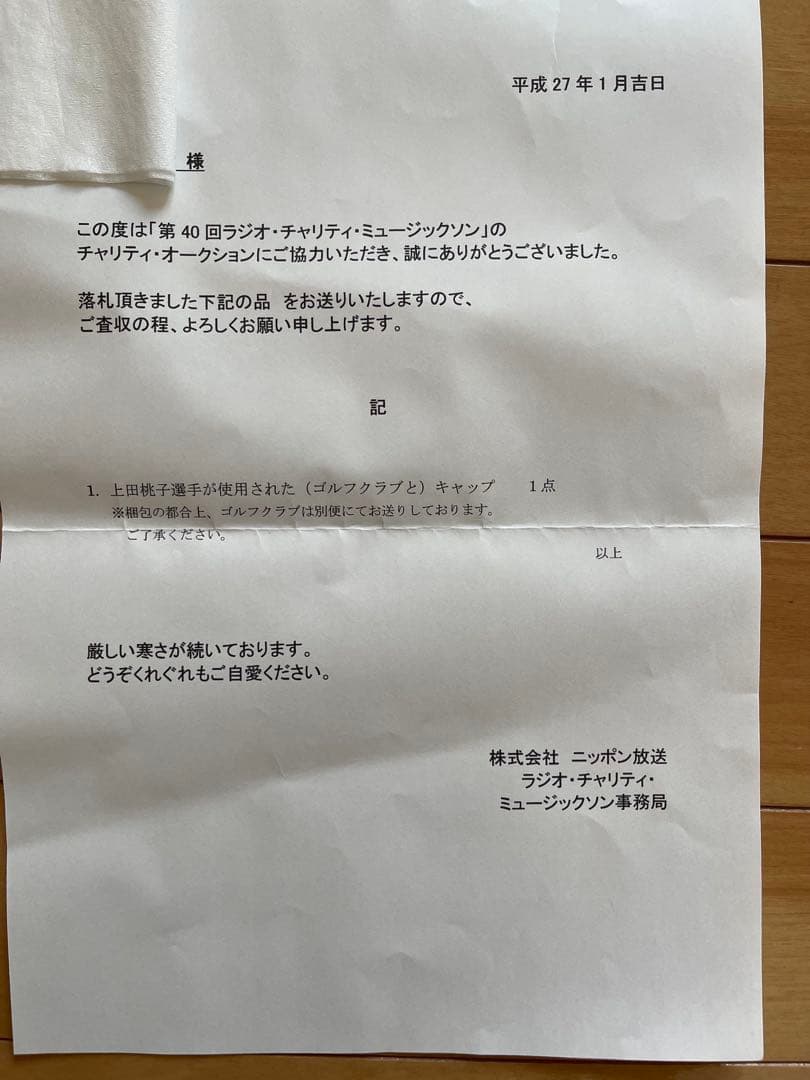 平成 27 年 1 月吉日
様
この度は「第 40 回ラジオ・チャリティ・ミュージックソン」の
チャリティ・オークションにご協力いただき、誠にありがとうございました。
落札頂きました下記の品 をお送りいたしますので、
ご査収の程、よろしくお願い申し上げます。
記
1. 上田桃子選手が使用された（ゴルフクラブと）キャップ 1 点
※梱包の都合上、ゴルフクラブは別便にてお送りしております。
ご了承ください。
以上
厳しい寒さが続いております。
どうぞくれぐれもご自愛ください。
株式会社 ニッポン放送
ラジオ・チャリティ・
ミュージックソン事務局